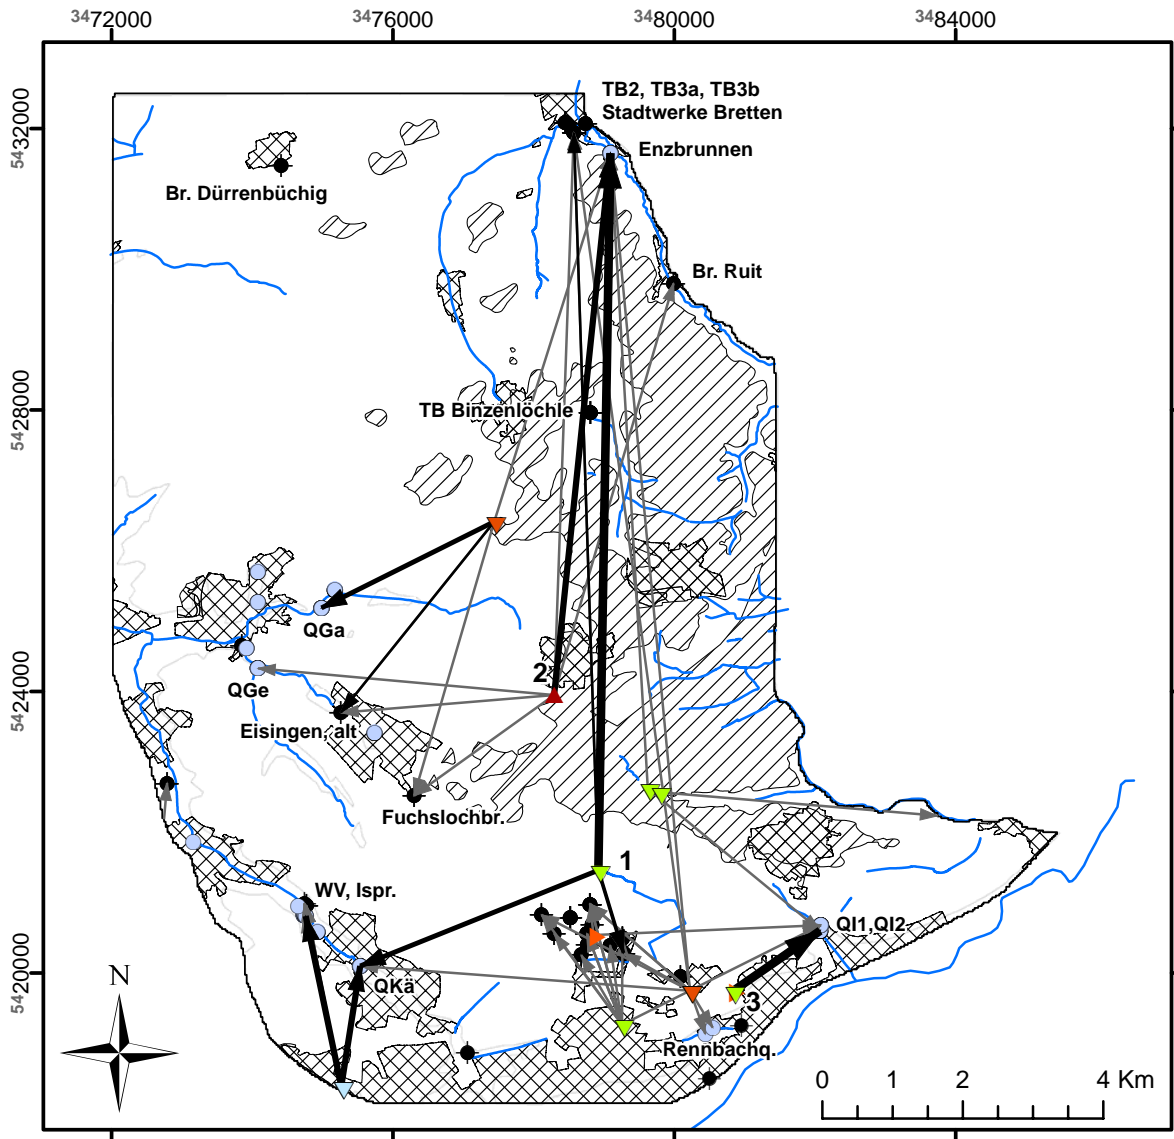 3472000 3476000 3480000 3484000
5432000
5428000
5424000
5420000
TB2, TB3a, TB3b
Stadtwerke Bretten
Enzbrunnen
Br. Dürrenbüchig
Br. Ruit
TB Binzenlöchle
QGa
2
QGe
Eisingen, alt
Fuchslochbr.
1
WV, Ispr.
QI1,QI2
QKä
3
Rennbachq.
N
0 1 2 4 Km